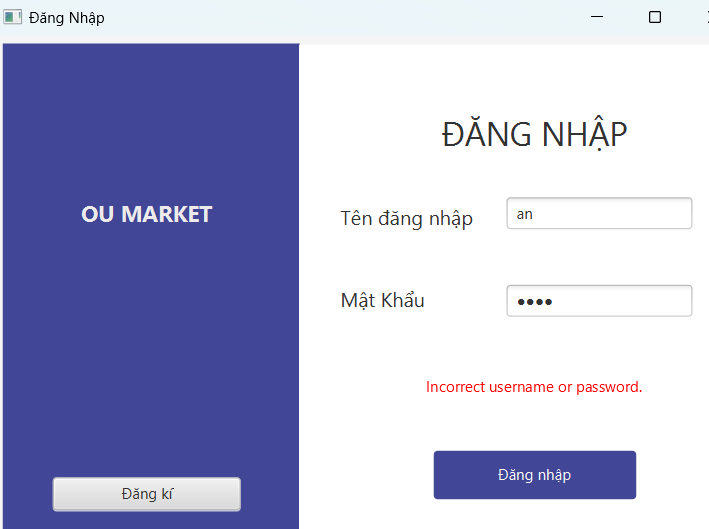 Đăng Nhập
OU MARKET
Đăng kí
ĐĂNG NHẬP
Tên đăng nhập
an
Mật Khẩu
••••
Incorrect username or password.
Đăng nhập